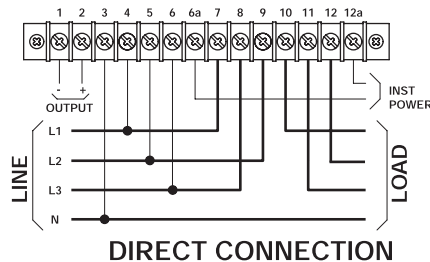 1 2 3 4 5 6 6a 7 8 9 10 11 12 12a
- +
OUTPUT
INST
POWER
LINE
L1
L2
L3
N
LOAD
DIRECT CONNECTION